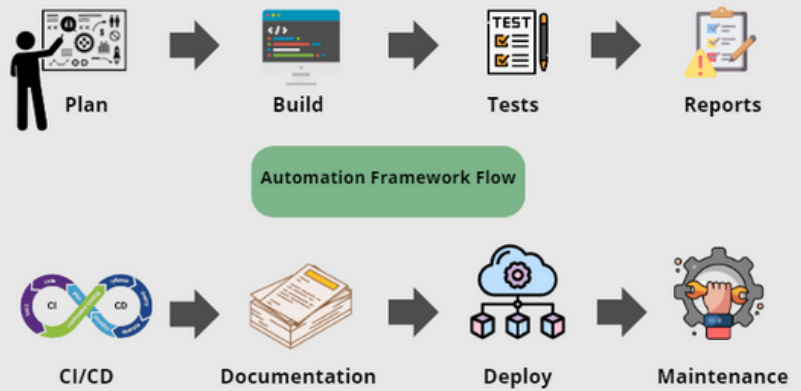 TEST
</>
Plan
Build
Tests
Reports
Automation Framework Flow
CI
CD
CI/CD
Documentation
Deploy
Maintenance